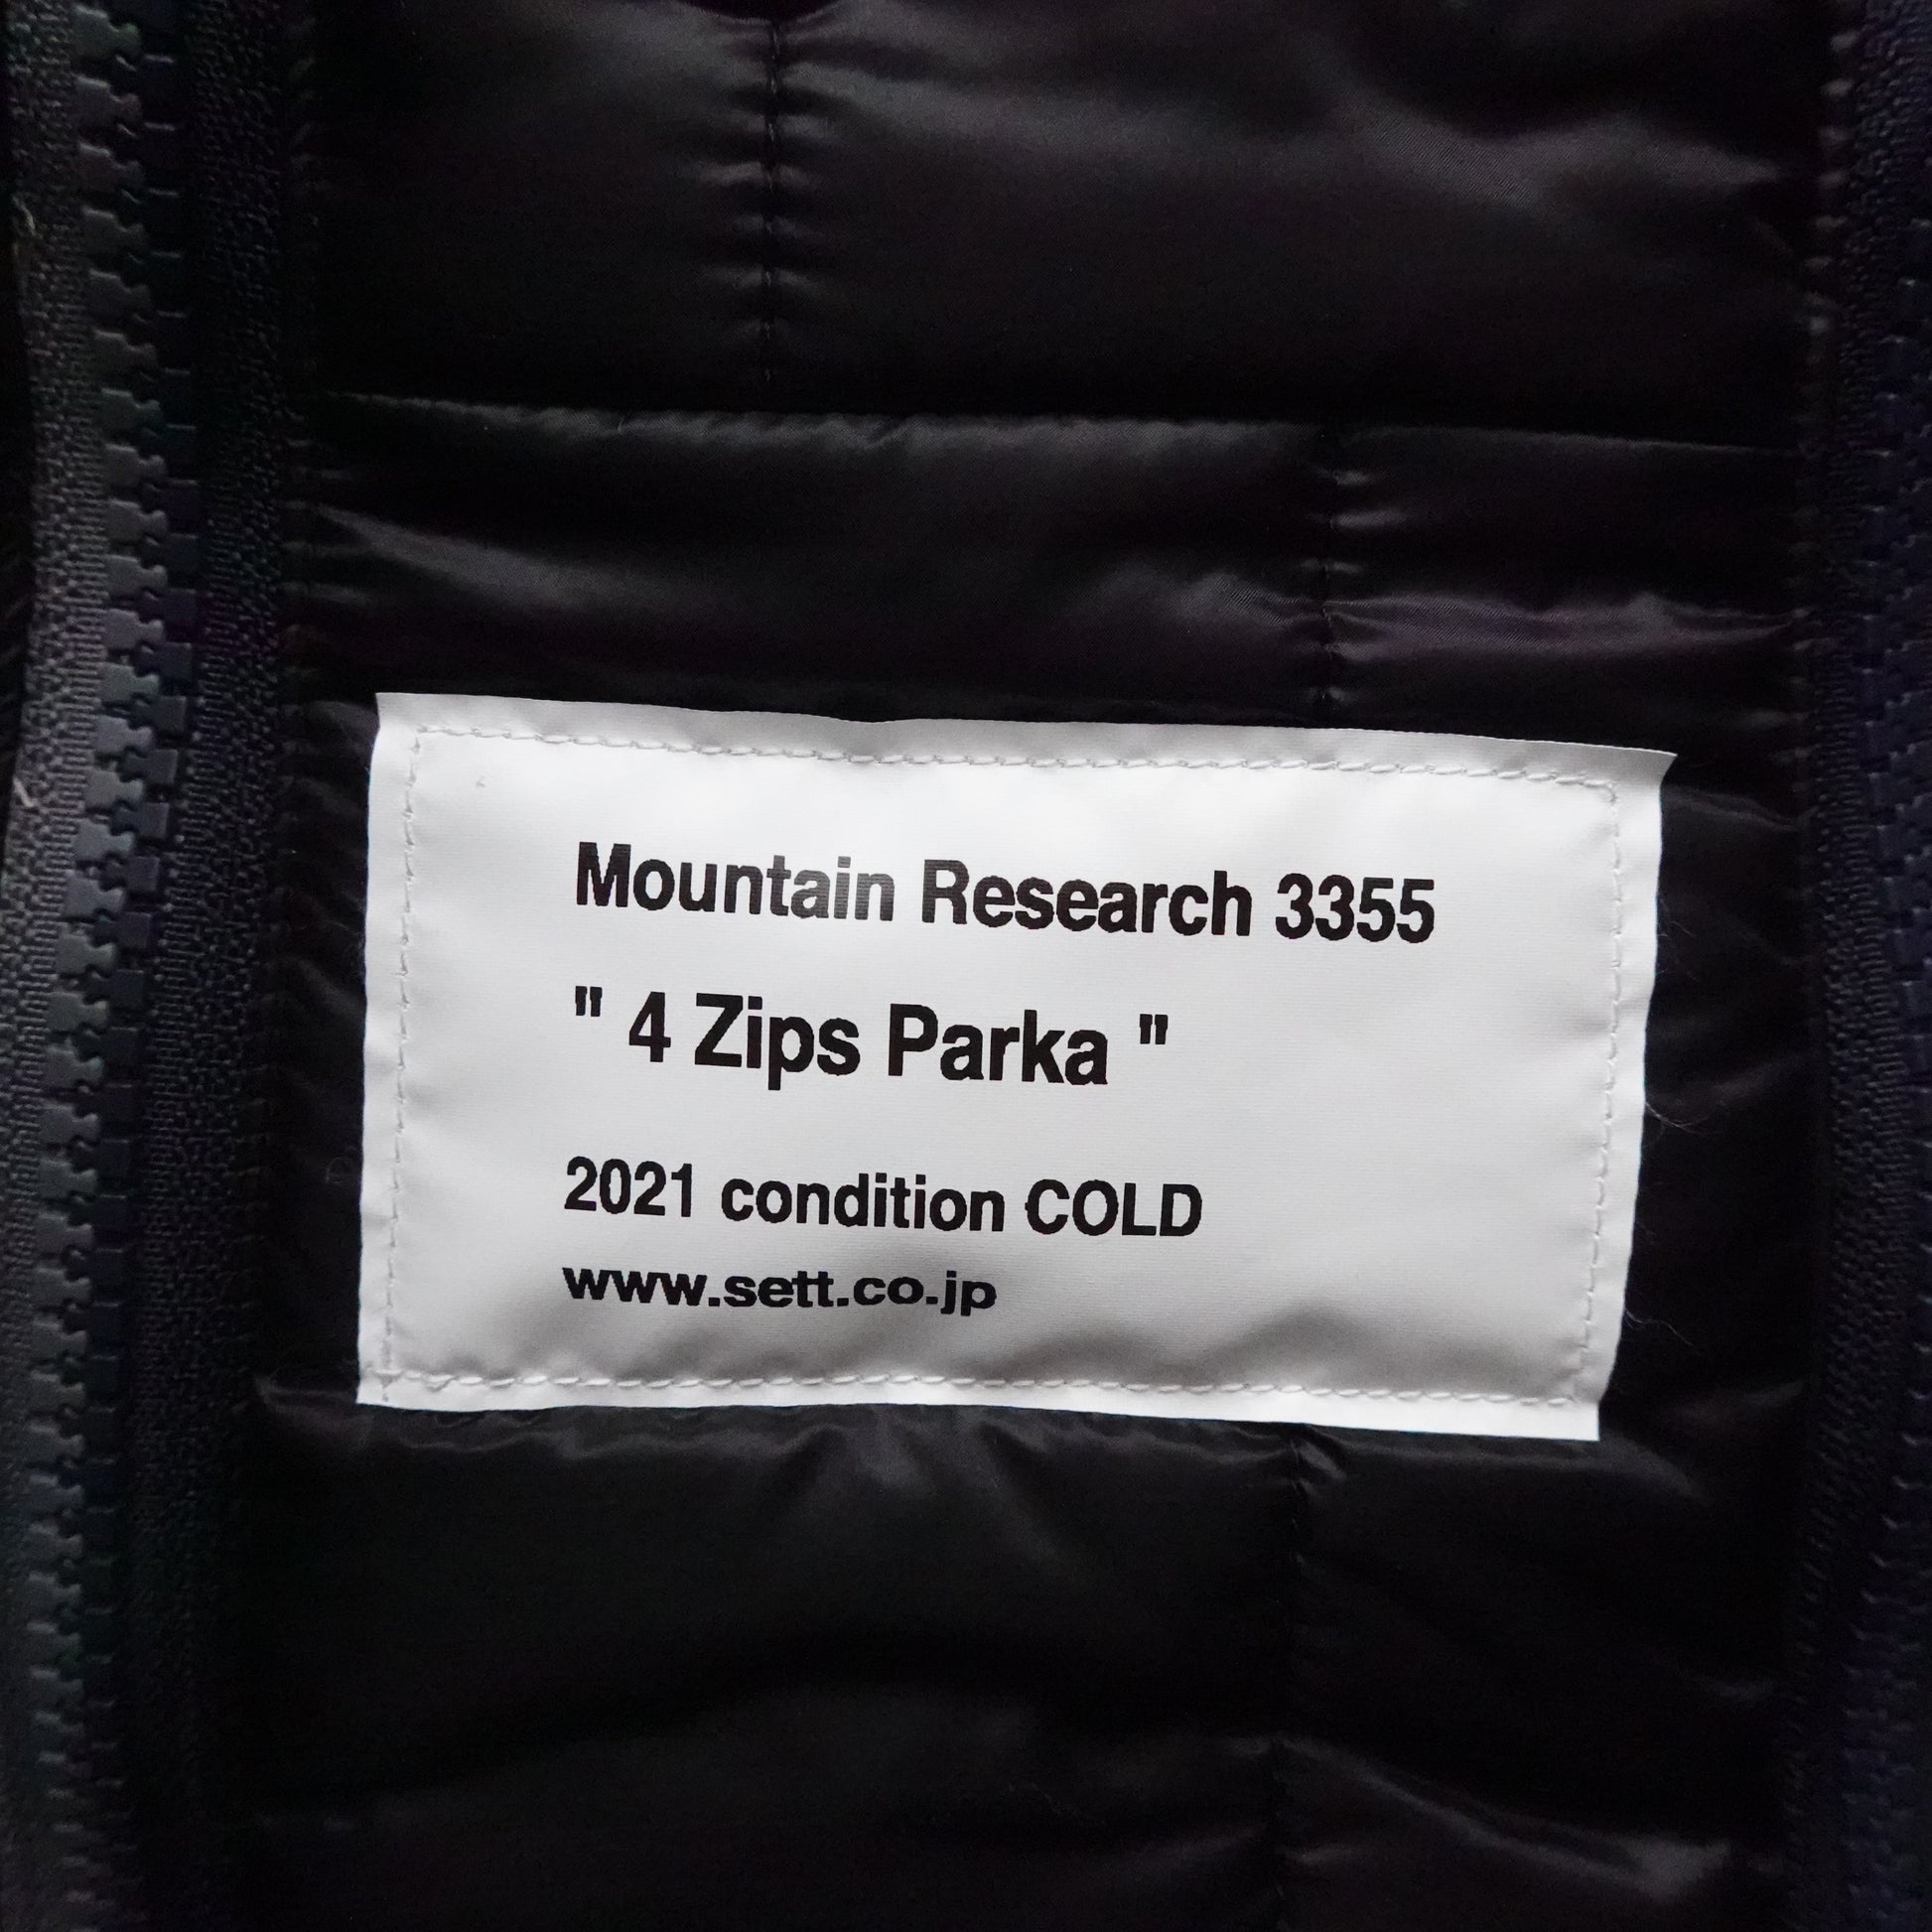 Mountain Research 3355
" 4 Zips Parka "
2021 condition COLD
www.sett.co.jp